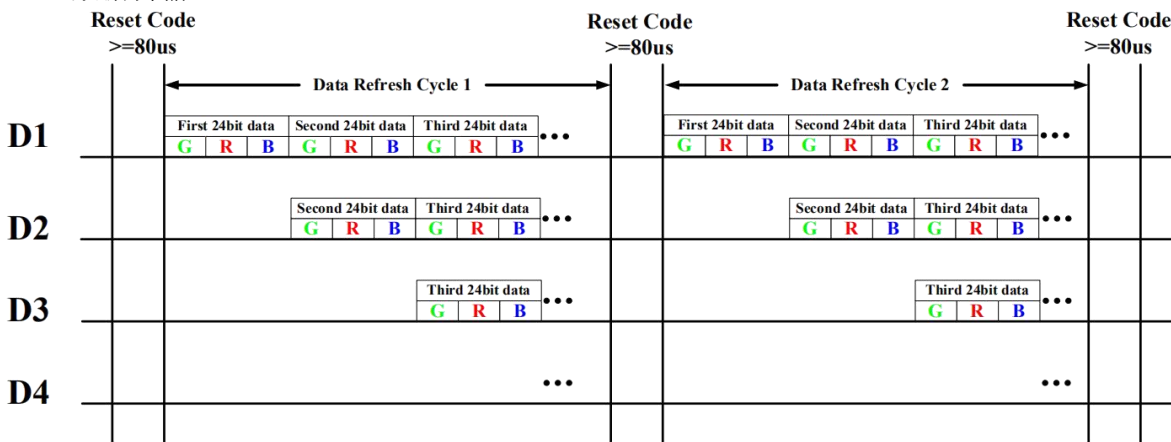 Reset Code Reset Code Reset Code
>=80us >=80us >=80us
Data Refresh Cycle 1 Data Refresh Cycle 2
D1 First 24bit data Second 24bit data Third 24bit data ••• First 24bit data Second 24bit data Third 24bit data •••
G R B G R B G R B G R B G R B G R B
D2 Second 24bit data Third 24bit data ••• Second 24bit data Third 24bit data •••
G R B G R B G R B G R B
D3 Third 24bit data ••• Third 24bit data •••
G R B G R B
D4 ••• •••